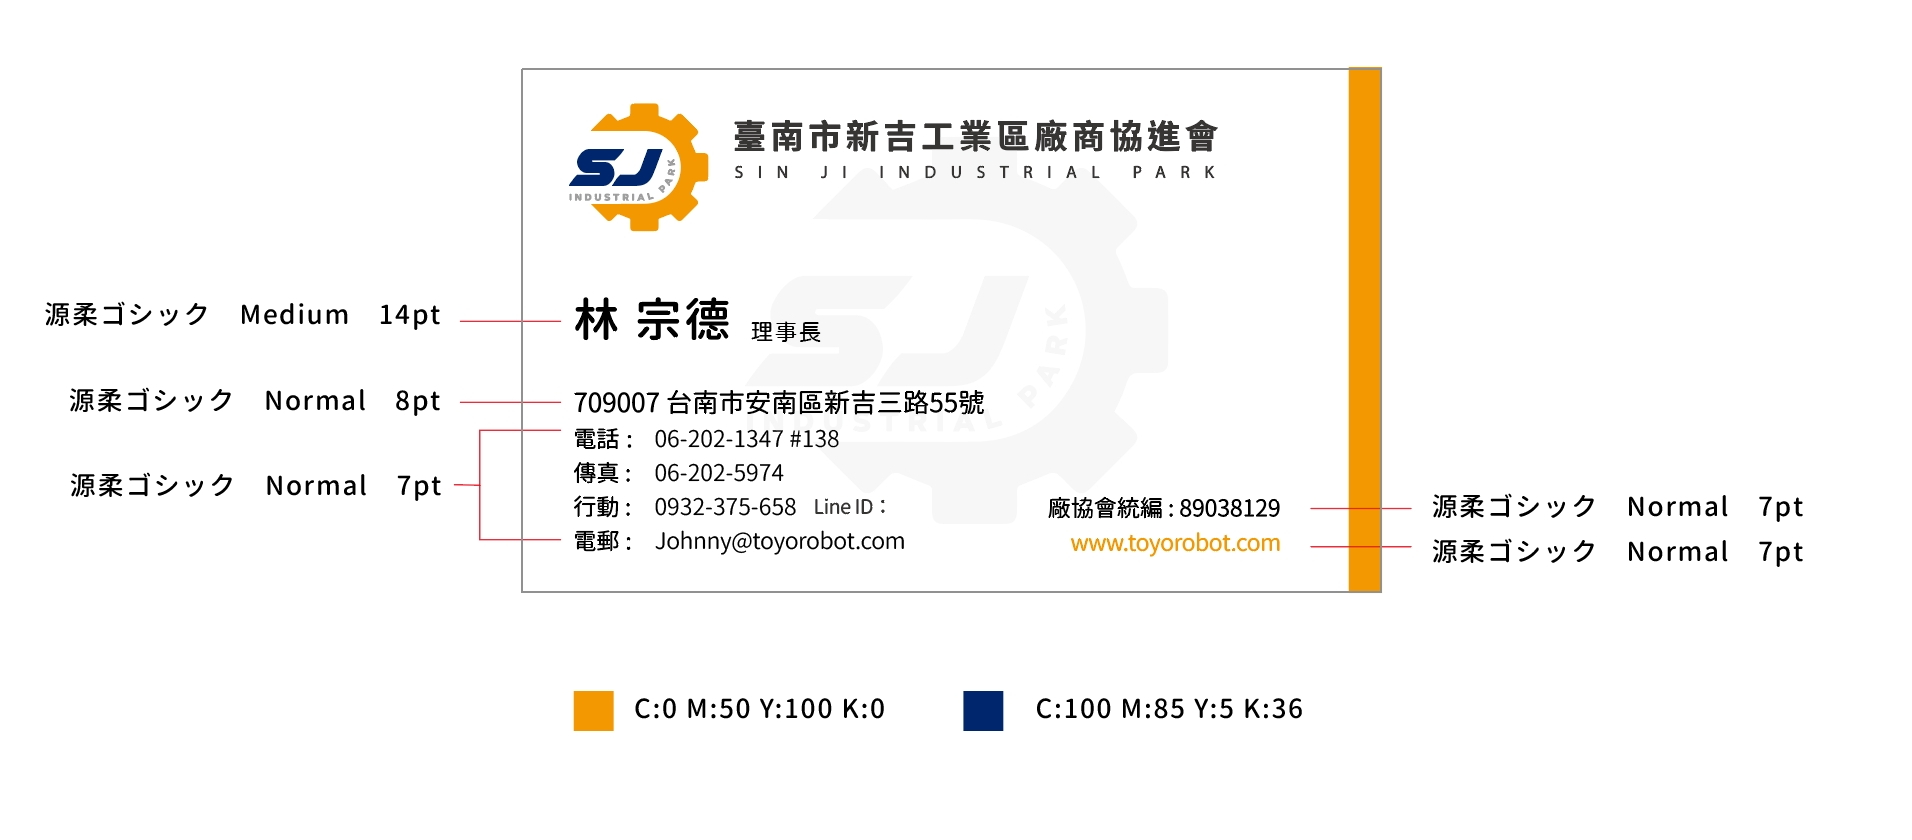 SJ
INDUSTRIAL PARK
臺南市新吉工業區廠商協進會
SIN JI INDUSTRIAL PARK
SJ
INDUSTRIAL PARK
源柔ゴシック Medium 14pt
林 宗德 理事長
源柔ゴシック Normal 8pt
709007 台南市安南區新吉三路55號
源柔ゴシック Normal 7pt
電話： 06-202-1347 #138
傳真： 06-202-5974
行動： 0932-375-658 Line ID：
電郵： Johnny@toyorobot.com
廠協會統編 : 89038129
源柔ゴシック Normal 7pt
www.toyorobot.com
源柔ゴシック Normal 7pt
C:0 M:50 Y:100 K:0
C:100 M:85 Y:5 K:36